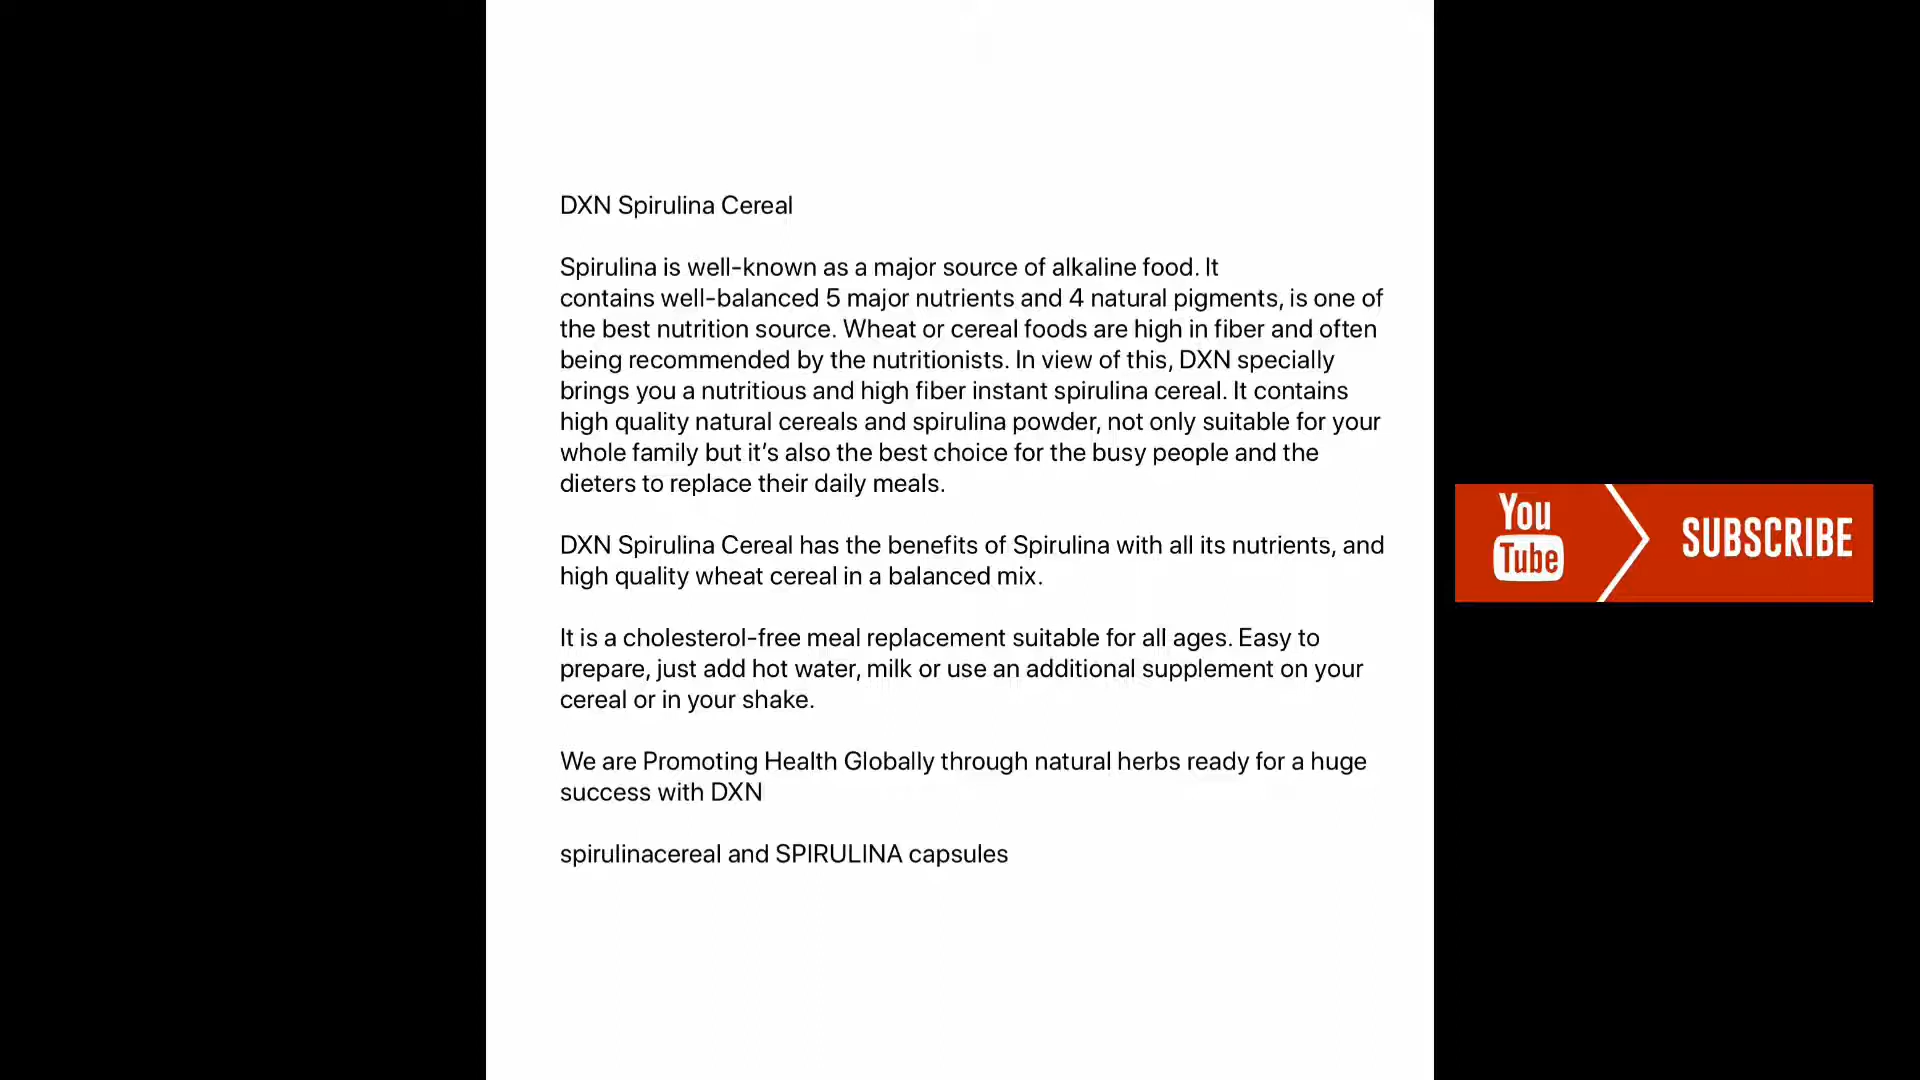 DXN Spirulina Cereal
Spirulina is well-known as a major source of alkaline food. It
contains well-balanced 5 major nutrients and 4 natural pigments, is one of
the best nutrition source. Wheat or cereal foods are high in fiber and often
being recommended by the nutritionists. In view of this, DXN specially
brings you a nutritious and high fiber instant spirulina cereal. It contains
high quality natural cereals and spirulina powder, not only suitable for your
whole family but it’s also the best choice for the busy people and the
dieters to replace their daily meals.
DXN Spirulina Cereal has the benefits of Spirulina with all its nutrients, and
high quality wheat cereal in a balanced mix.
It is a cholesterol-free meal replacement suitable for all ages. Easy to
prepare, just add hot water, milk or use an additional supplement on your
cereal or in your shake.
We are Promoting Health Globally through natural herbs ready for a huge
success with DXN
spirulinacereal and SPIRULINA capsules
You
Tube
SUBSCRIBE